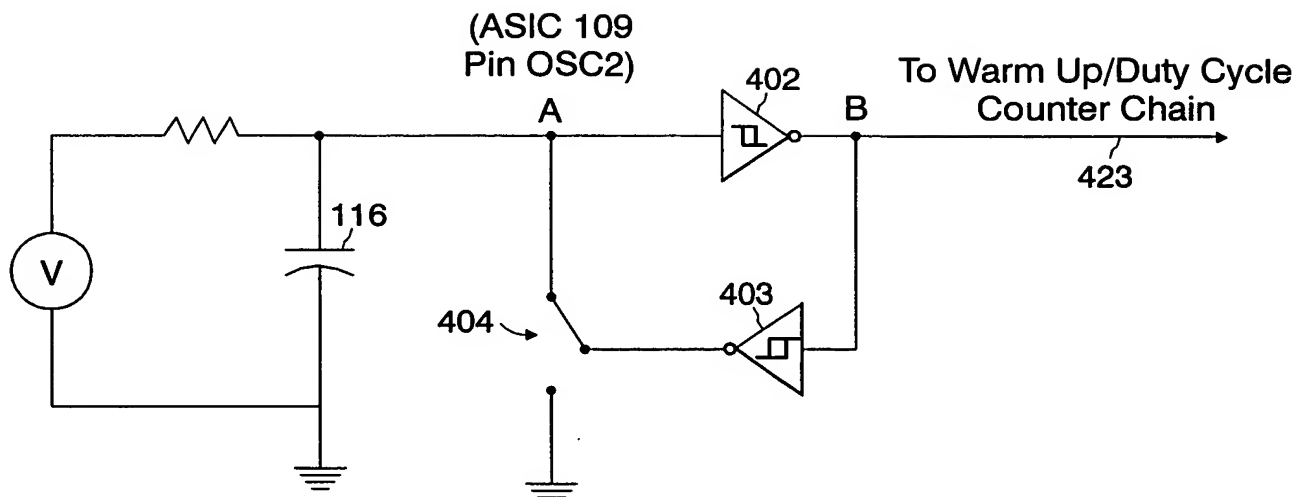 (ASIC 109
Pin OSC2)
A
402
B
To Warm Up/Duty Cycle
Counter Chain
423
116
V
404
403